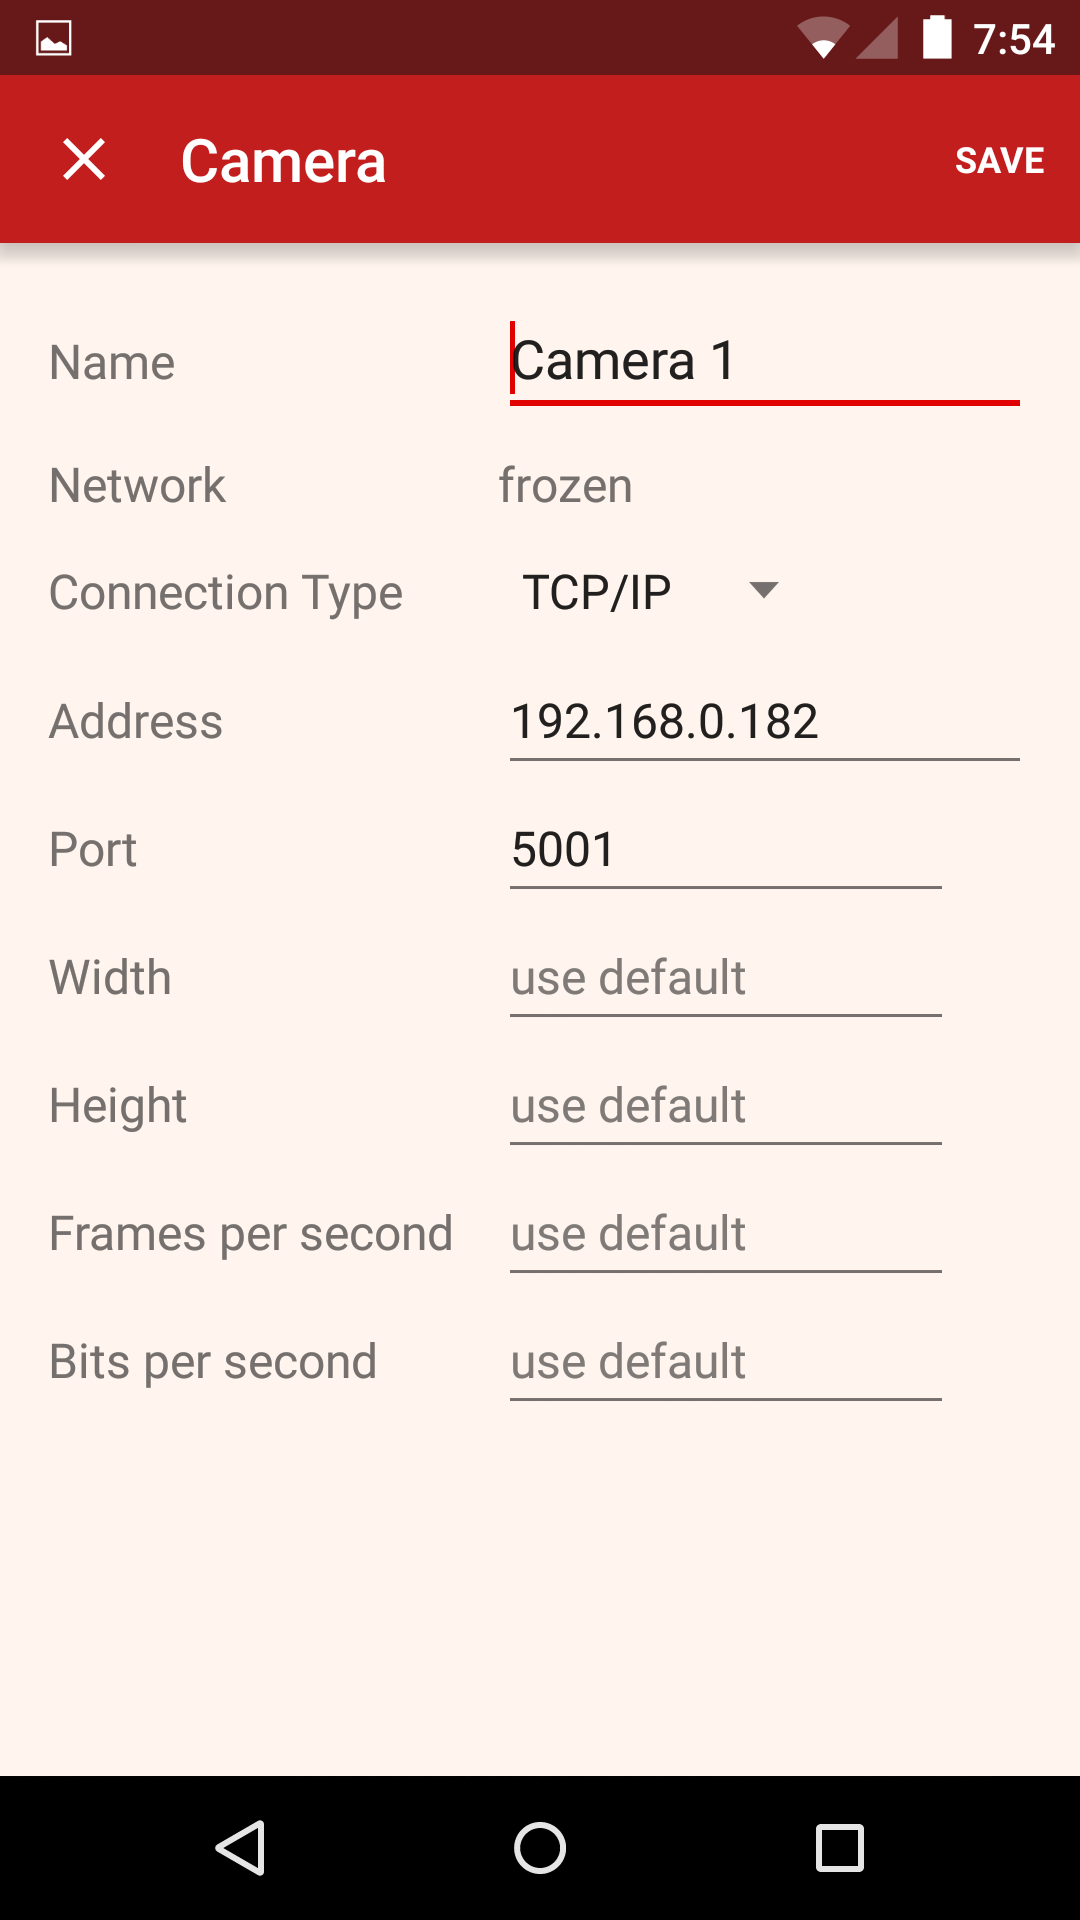 7:54
Camera SAVE
Name Camera 1
Network frozen
Connection Type TCP/IP
Address 192.168.0.182
Port 5001
Width use default
Height use default
Frames per second use default
Bits per second use default